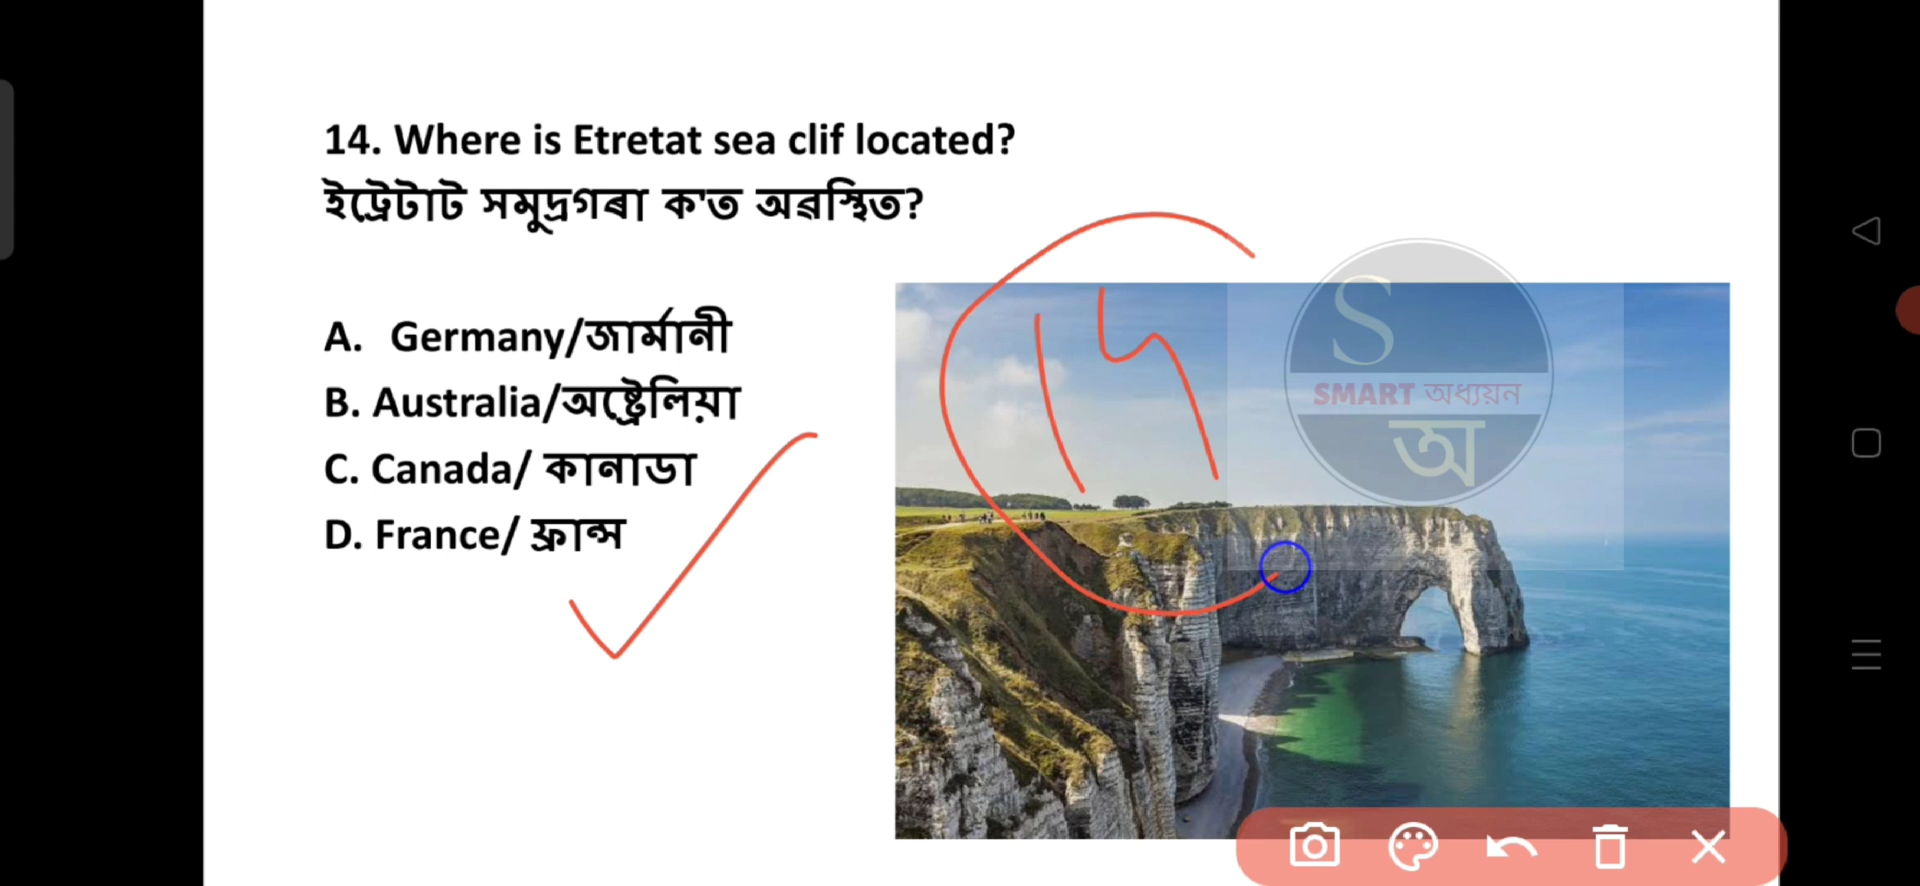 14. Where is Etretat sea clif located?
ইট্ৰেটাট সমুদ্ৰগৰা ক'ত অৱস্থিত?
A. Germany/জাৰ্মানী
B. Australia/অষ্ট্ৰেলিয়া
C. Canada/ কানাডা
D. France/ ফ্ৰান্স
S
SMART অধ্যয়ন
অ